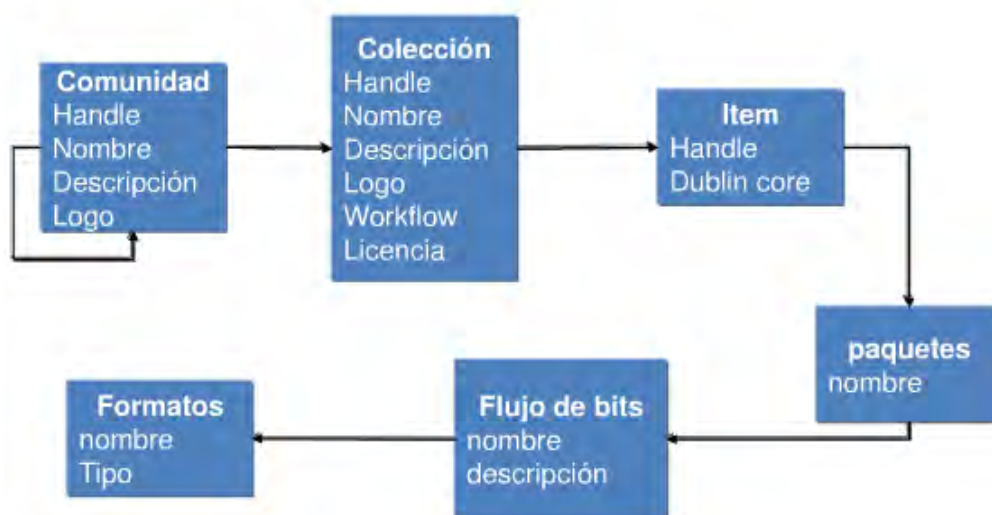 Comunidad
Handle
Nombre
Descripción
Logo
Colección
Handle
Nombre
Descripción
Logo
Workflow
Licencia
Item
Handle
Dublin core
paquetes
nombre
Flujo de bits
nombre
descripción
Formatos
nombre
Tipo